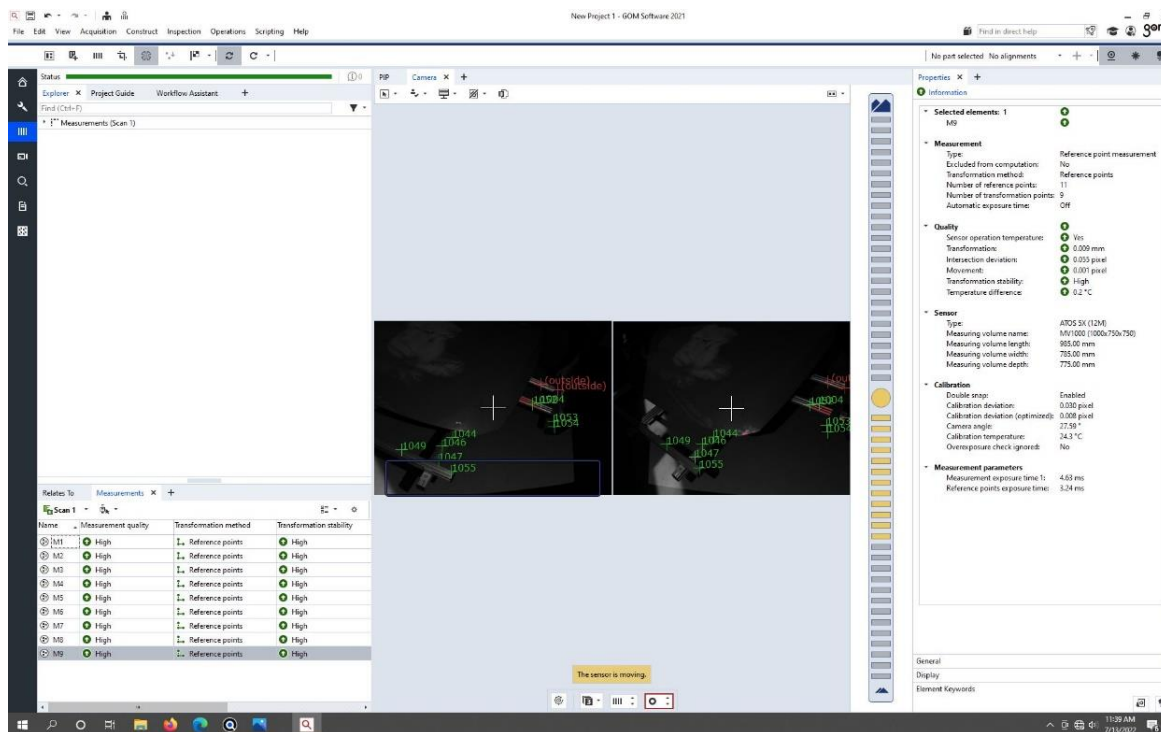 New Project 1 - GOM Software 2021
File Edit View Acquisition Construct Inspection Operations Scripting Help
Find in direct help
No part selected No alignments
Status
0
Explorer
Project Guide
Workflow Assistant
Find (Ctrl+F)
Measurements (Scan 1)
PIP
Camera
(outside)
(outside)
1004
1053
1054
1044
1049 1046
1047
1055
1004
1053
1044
1049 1046
1047
1055
The sensor is moving.
Relates To
Measurements
Scan 1
Name Measurement quality Transformation method Transformation stability
M1 High Reference points High
M2 High Reference points High
M3 High Reference points High
M4 High Reference points High
M5 High Reference points High
M6 High Reference points High
M7 High Reference points High
M8 High Reference points High
M9 High Reference points High
Properties
Information
Selected elements: 1
M9
Measurement
Type: Reference point measurement
Excluded from computation: No
Transformation method: Reference points
Number of reference points: 11
Number of transformation points: 9
Automatic exposure time: Off
Quality
Sensor operation temperature: Yes
Transformation: 0.009 mm
Intersection deviation: 0.055 pixel
Movement: 0.001 pixel
Transformation stability: High
Temperature difference: 0.2 °C
Sensor
Type: ATOS 5X (12M)
Measuring volume name: MV1000 (1000x750x750)
Measuring volume length: 985.00 mm
Measuring volume width: 785.00 mm
Measuring volume depth: 775.00 mm
Calibration
Double snap: Enabled
Calibration deviation: 0.030 pixel
Calibration deviation (optimized): 0.008 pixel
Camera angle: 27.59 °
Calibration temperature: 24.3 °C
Overexposure check ignored: No
Measurement parameters
Measurement exposure time 1: 4.63 ms
Reference points exposure time: 3.24 ms
General
Display
Element Keywords
11:39 AM
7/13/2022